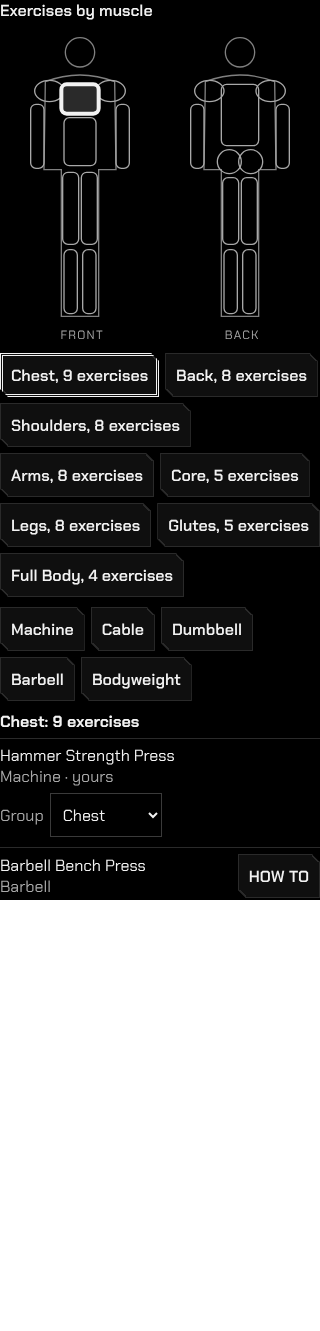 Exercises by muscle
FRONT
BACK
Chest, 9 exercises
Back, 8 exercises
Shoulders, 8 exercises
Arms, 8 exercises
Core, 5 exercises
Legs, 8 exercises
Glutes, 5 exercises
Full Body, 4 exercises
Machine
Cable
Dumbbell
Barbell
Bodyweight
Chest: 9 exercises
Hammer Strength Press
Machine · yours
Group
Chest
Barbell Bench Press
Barbell
HOW TO